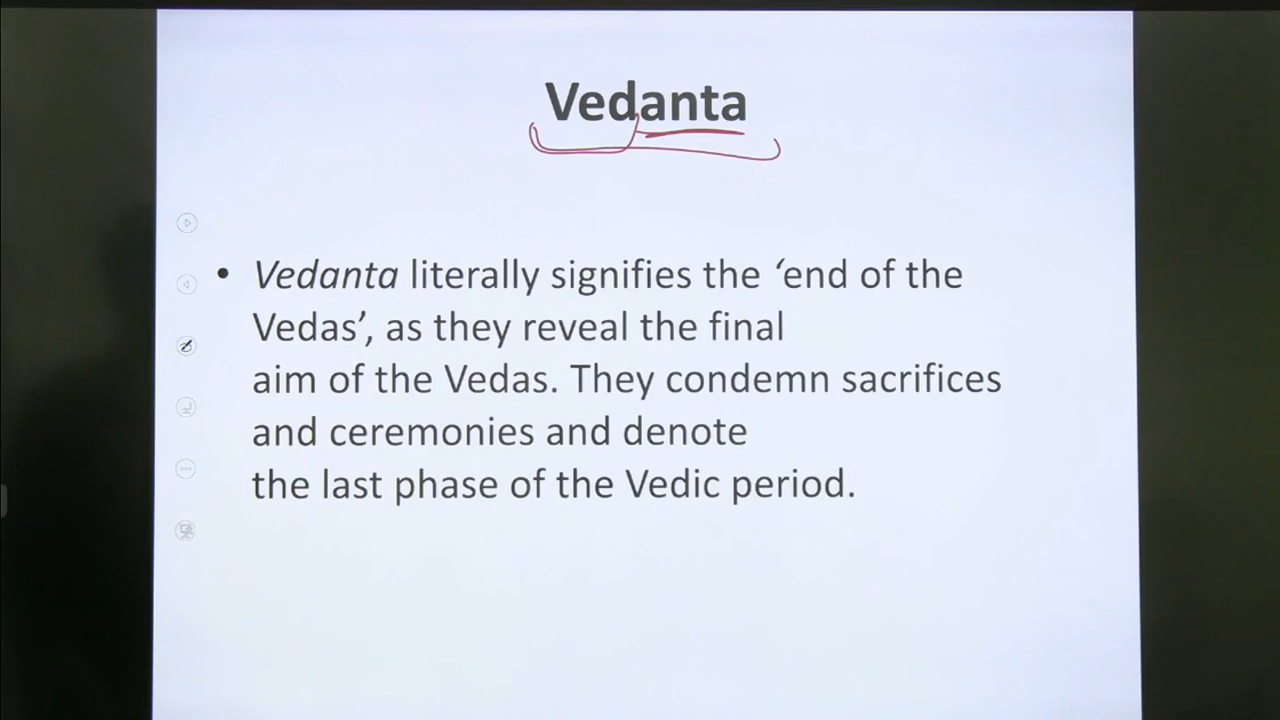 Vedanta
• Vedanta literally signifies the ‘end of the
Vedas’, as they reveal the final
aim of the Vedas. They condemn sacrifices
and ceremonies and denote
the last phase of the Vedic period.